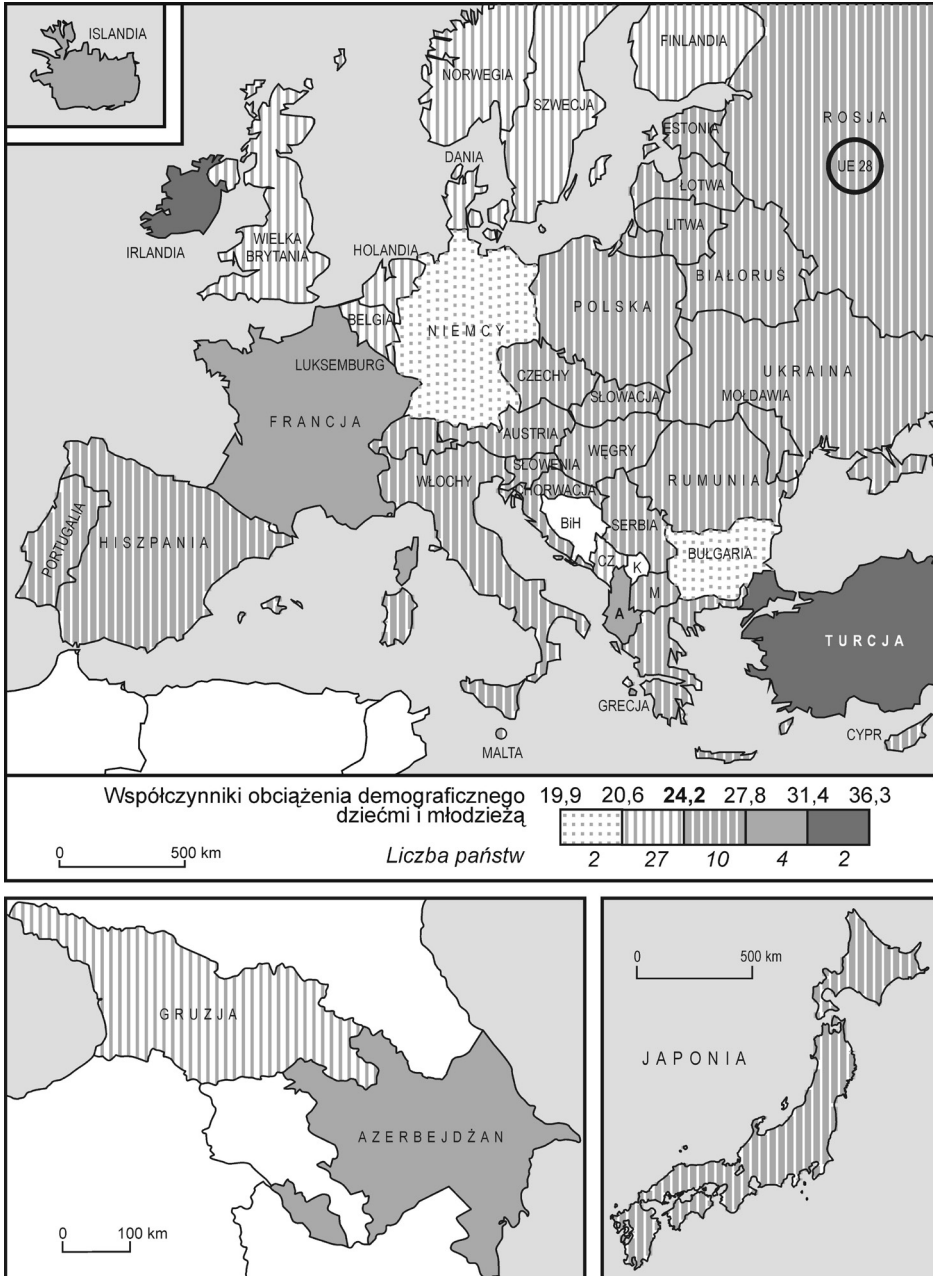 ISLANDIA
FINLANDIA
NORWEGIA
SZWECJA
ROSJA
ESTONIA
UE 28
DANIA
ŁOTWA
LITWA
IRLANDIA
WIELKA
BRYTANIA
HOLANDIA
BIAŁORUŚ
POLSKA
BELGIA
NIEMCY
LUKSEMBURG
CZECHY
UKRAINA
SŁOWACJA
MOŁDAWIA
FRANCJA
AUSTRIA
WĘGRY
SŁOWENIA
WŁOCHY
RUMUNIA
HORWACJA
PORTUGALIA
HISZPANIA
BiH
SERBIA
BUŁGARIA
CZ
K
M
A
TURCJA
GRECJA
CYPR
MALTA
Współczynniki obciążenia demograficznego
dziećmi i młodzieżą
19,9 20,6 24,2 27,8 31,4 36,3
0 500 km
Liczba państw
2 27 10 4 2
GRUZJA
AZERBEJDŻAN
0 100 km
0 500 km
JAPONIA